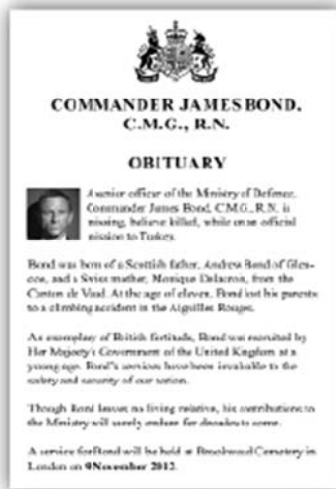 COMMANDER JAMES BOND,
C.M.G., R.N.
OBITUARY
A senior officer of the Ministry of Defence,
Commander James Bond, C.M.G., R.N. is
missing, believe killed, while on an official
mission to Turkey.
Bond was born of a Scottish father, Andrew Bond of Glen-
coe, and a Swiss mother, Monique Delacroix, from the
Canton de Vaud. At the age of eleven, Bond lost his parents
to a climbing accident in the Aiguilles Rouges.
An exemplar of British fortitude, Bond was recruited by
Her Majesty's Government of the United Kingdom at a
young age. Bond's services have been invaluable to the
safety and security of our nation.
Though Bond leaves no living relative, his contributions to
the Ministry will surely endure for decades to come.
A service for Bond will be held at Brookwood Cemetery in
London on 9 November 2012.